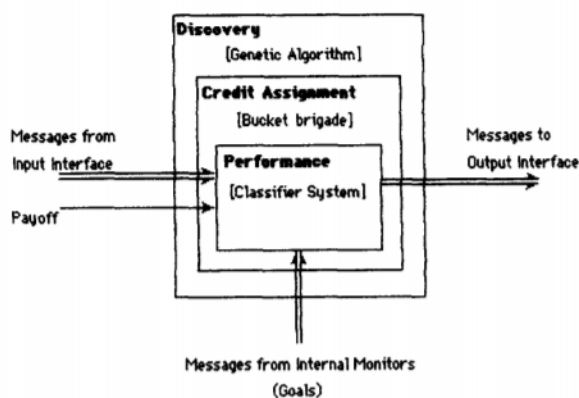 Discovery
[Genetic Algorithm]
Credit Assignment
[Bucket brigade]
Messages from
Input Interface
Performance
[Classifier System]
Messages to
Output Interface
Payoff
Messages from Internal Monitors
(Goals)